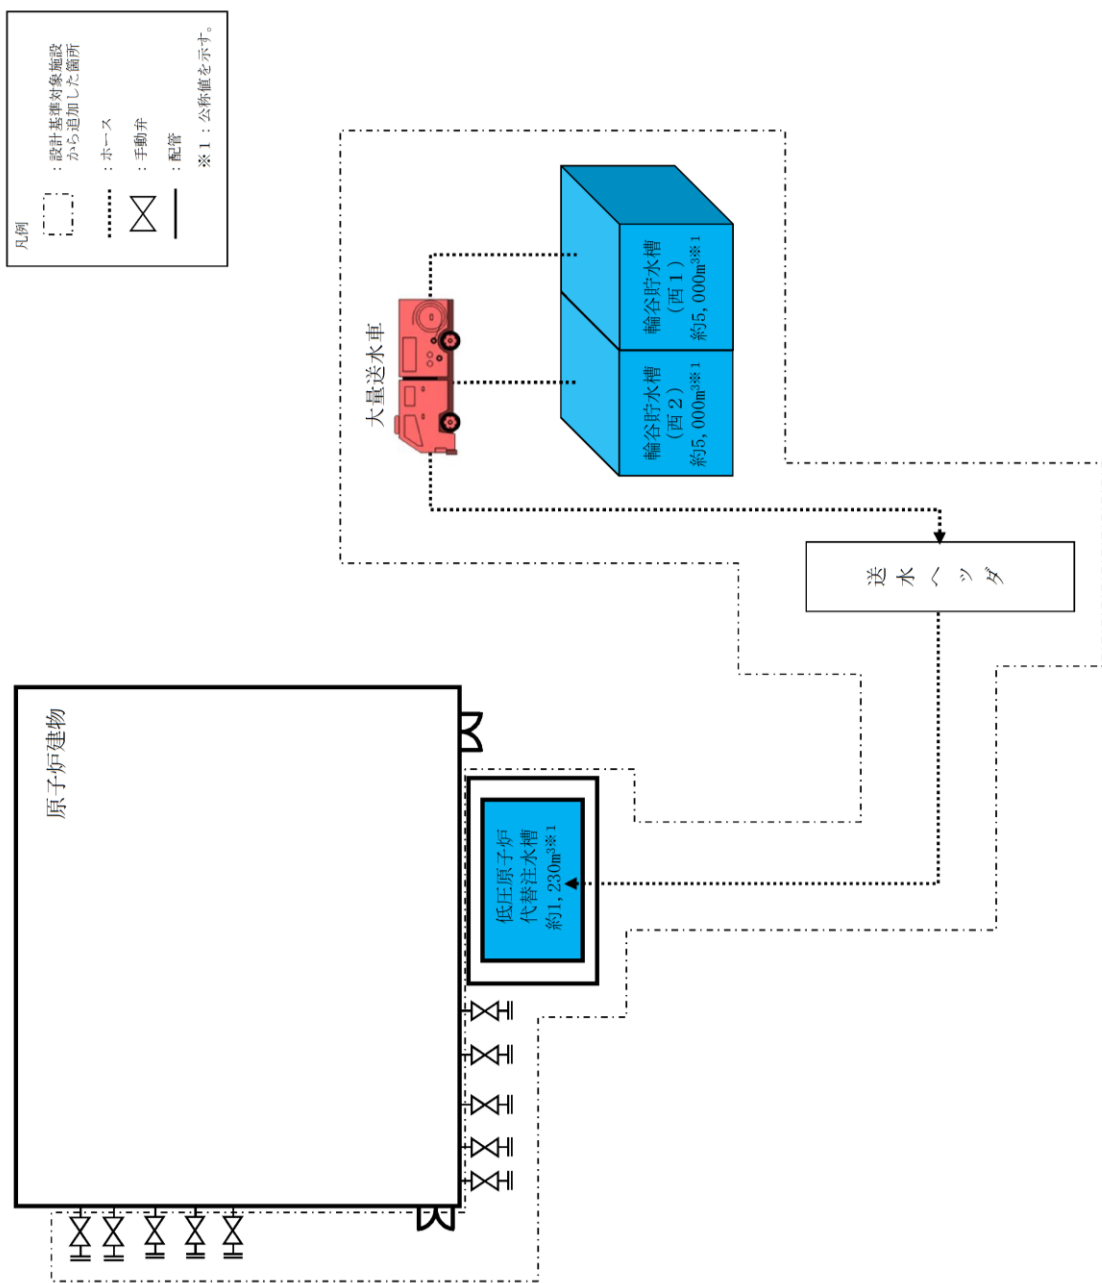 凡例
：設計基準対象施設
から追加した箇所
：ホース
：手動弁
：配管
※1：公称値を示す。
原子炉建物
低圧原子炉
代替注水槽
約1,230m³※1
大量送水車
輪谷貯水槽
（西2）
約5,000m³※1
輪谷貯水槽
（西1）
約5,000m³※1
送水ヘッダ